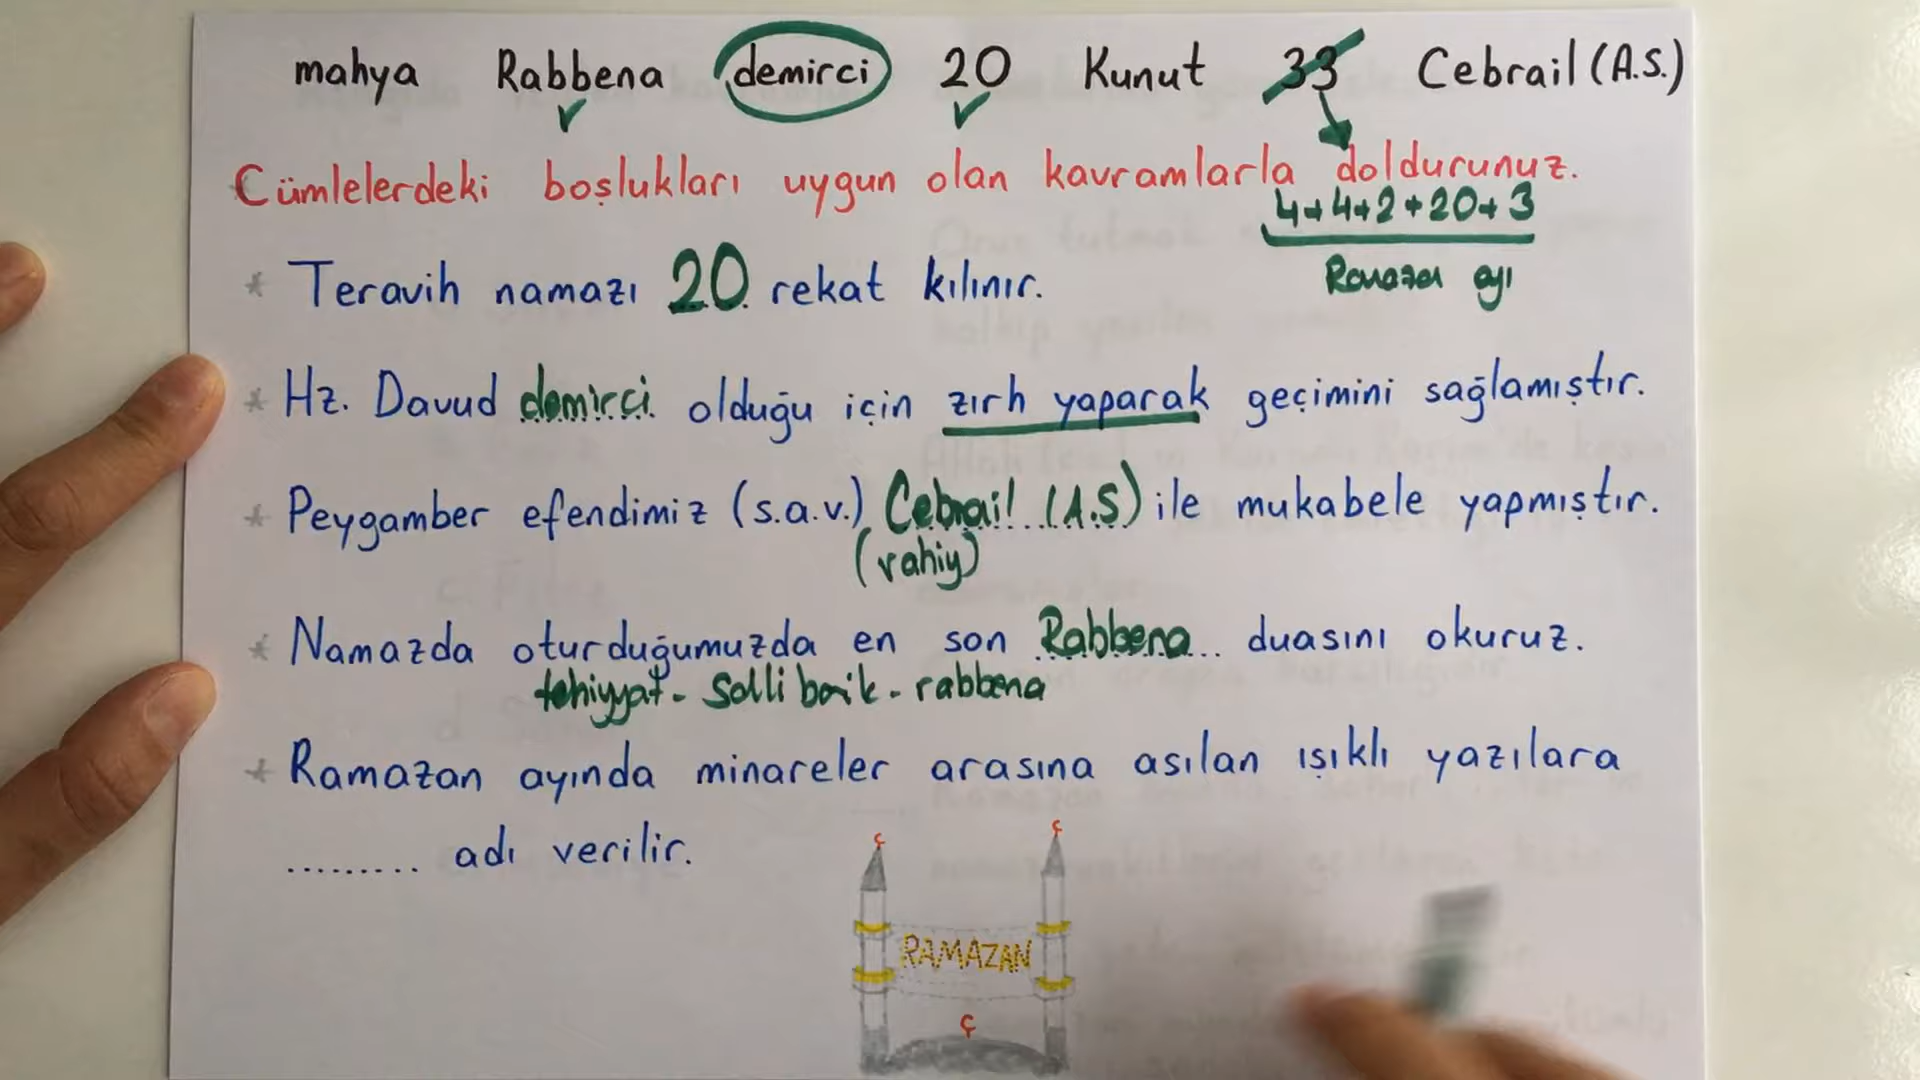 mahya Rabbena demirci 20 Kunut 33 Cebrail (A.S.)
Cümlelerdeki boşlukları uygun olan kavramlarla doldurunuz.
4+4+2+20+3
Ramazan ayı
* Teravih namazı 20 rekat kılınır.
* Hz. Davud demirci olduğu için zırh yaparak geçimini sağlamıştır.
* Peygamber efendimiz (s.a.v.) Cebrail (A.S) ile mukabele yapmıştır.
(vahiy)
* Namazda oturduğumuzda en son Rabbena.. duasını okuruz.
tehiyyat - Salli barik - rabbena
* Ramazan ayında minareler arasına asılan ışıklı yazılara
......... adı verilir.
RAMAZAN